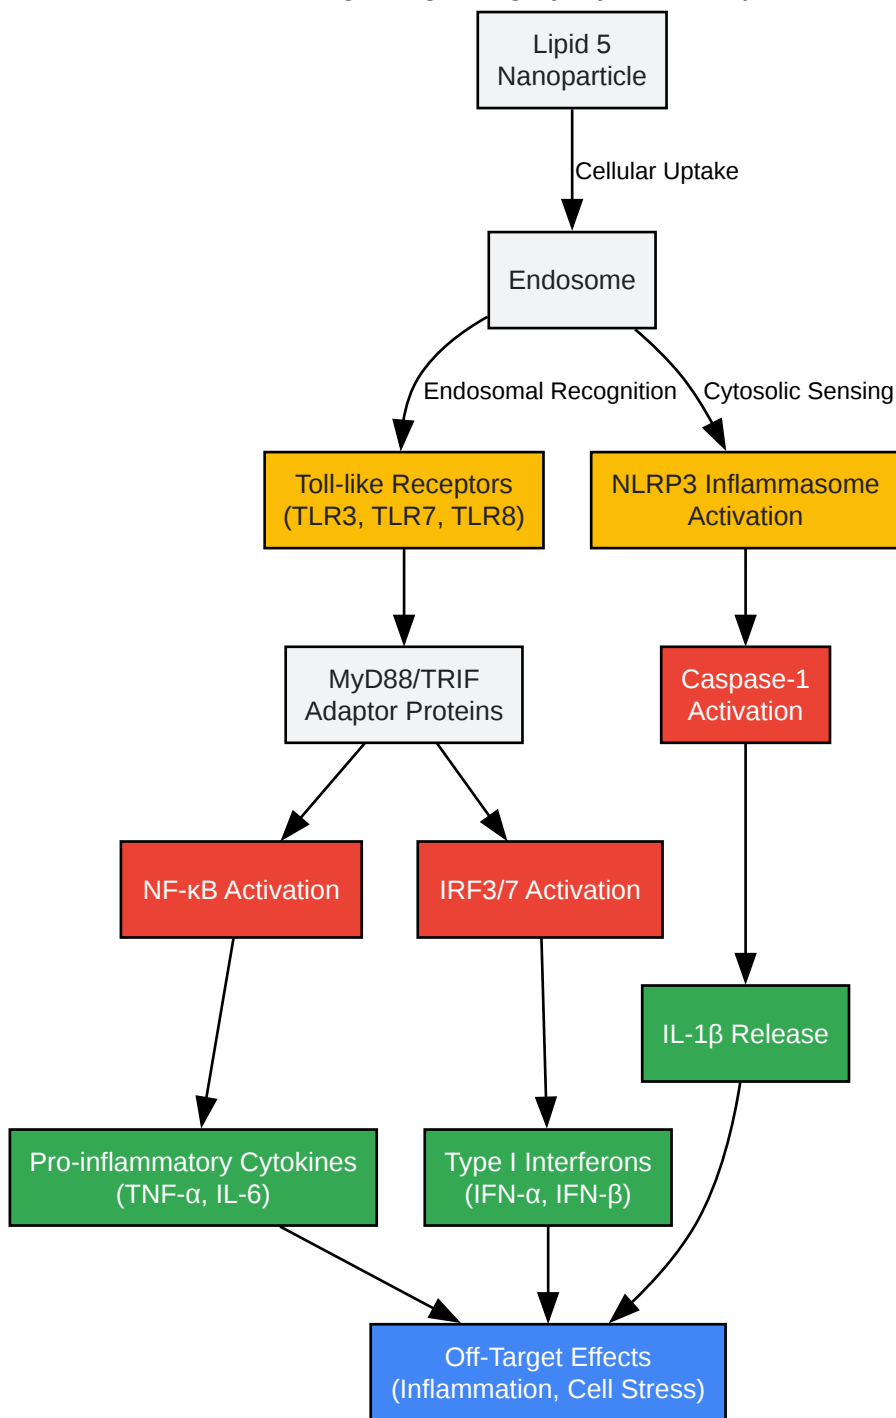 Lipid 5
Nanoparticle
Cellular Uptake
Endosome
Endosomal Recognition
Cytosolic Sensing
Toll-like Receptors
(TLR3, TLR7, TLR8)
NLRP3 Inflammasome
Activation
MyD88/TRIF
Adaptor Proteins
Caspase-1
Activation
NF-κB Activation
IRF3/7 Activation
IL-1β Release
Pro-inflammatory Cytokines
(TNF-α, IL-6)
Type I Interferons
(IFN-α, IFN-β)
Off-Target Effects
(Inflammation, Cell Stress)